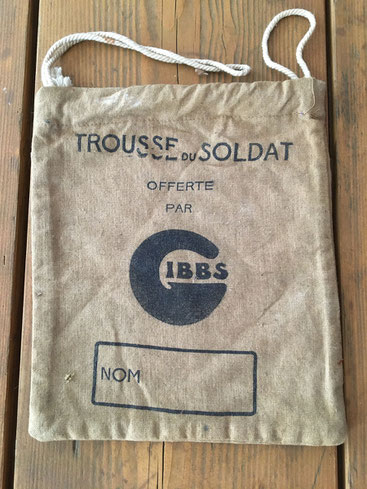 TROUSSE DU SOLDAT
OFFERTE
PAR
GIBBS
NOM